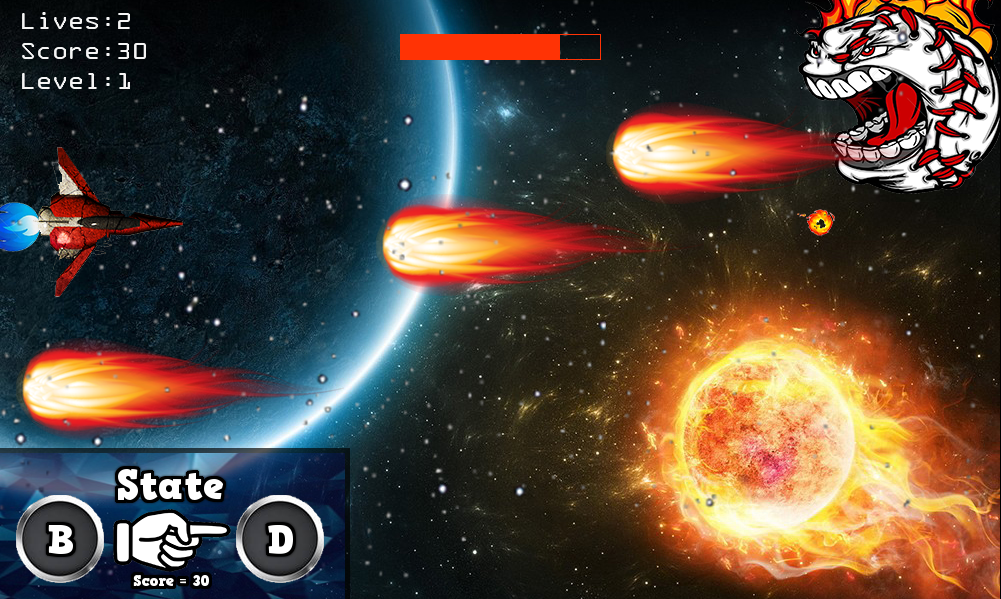 Lives:2
Score:30
Level:1
State
B
D
Score = 30